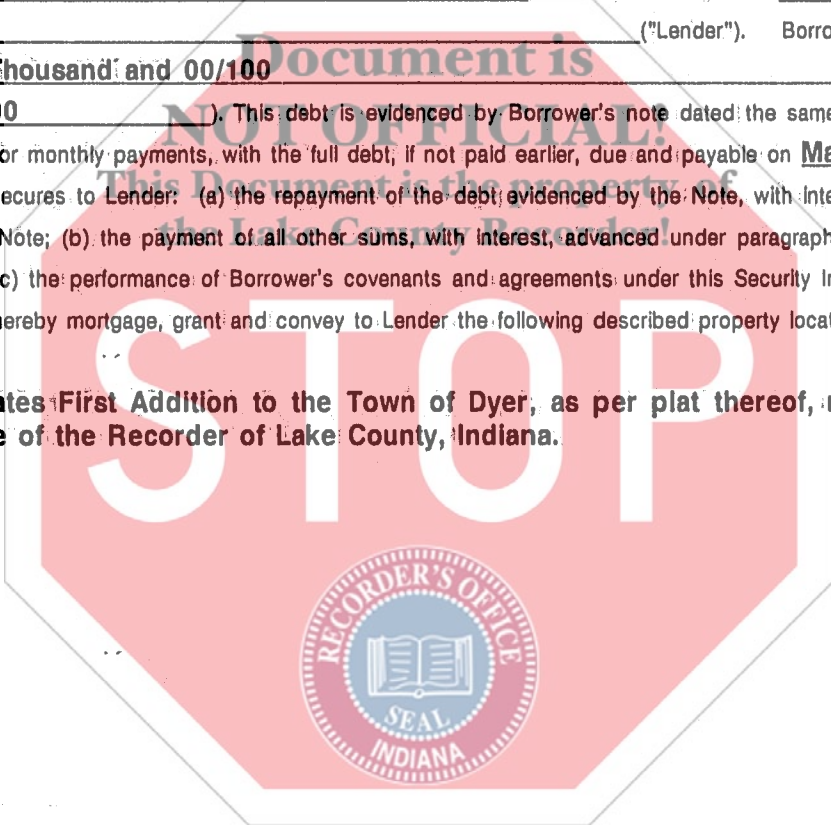 ("Lender"). Borro
Document is
housand and 00/100
0 ). This debt is evidenced by Borrower's note dated the same
NOT OFFICIAL!
or monthly payments, with the full debt, if not paid earlier, due and payable on Ma
This Document is the property of
ecures to Lender: (a) the repayment of the debt evidenced by the Note, with inte
the Lake County Recorder!
Note; (b) the payment of all other sums, with interest, advanced under paragraph
c) the performance of Borrower's covenants and agreements under this Security In
ereby mortgage, grant and convey to Lender the following described property locat
STOP
ates First Addition to the Town of Dyer, as per plat thereof, r
e of the Recorder of Lake County, Indiana.
RECORDER'S OFFICE
SEAL
INDIANA